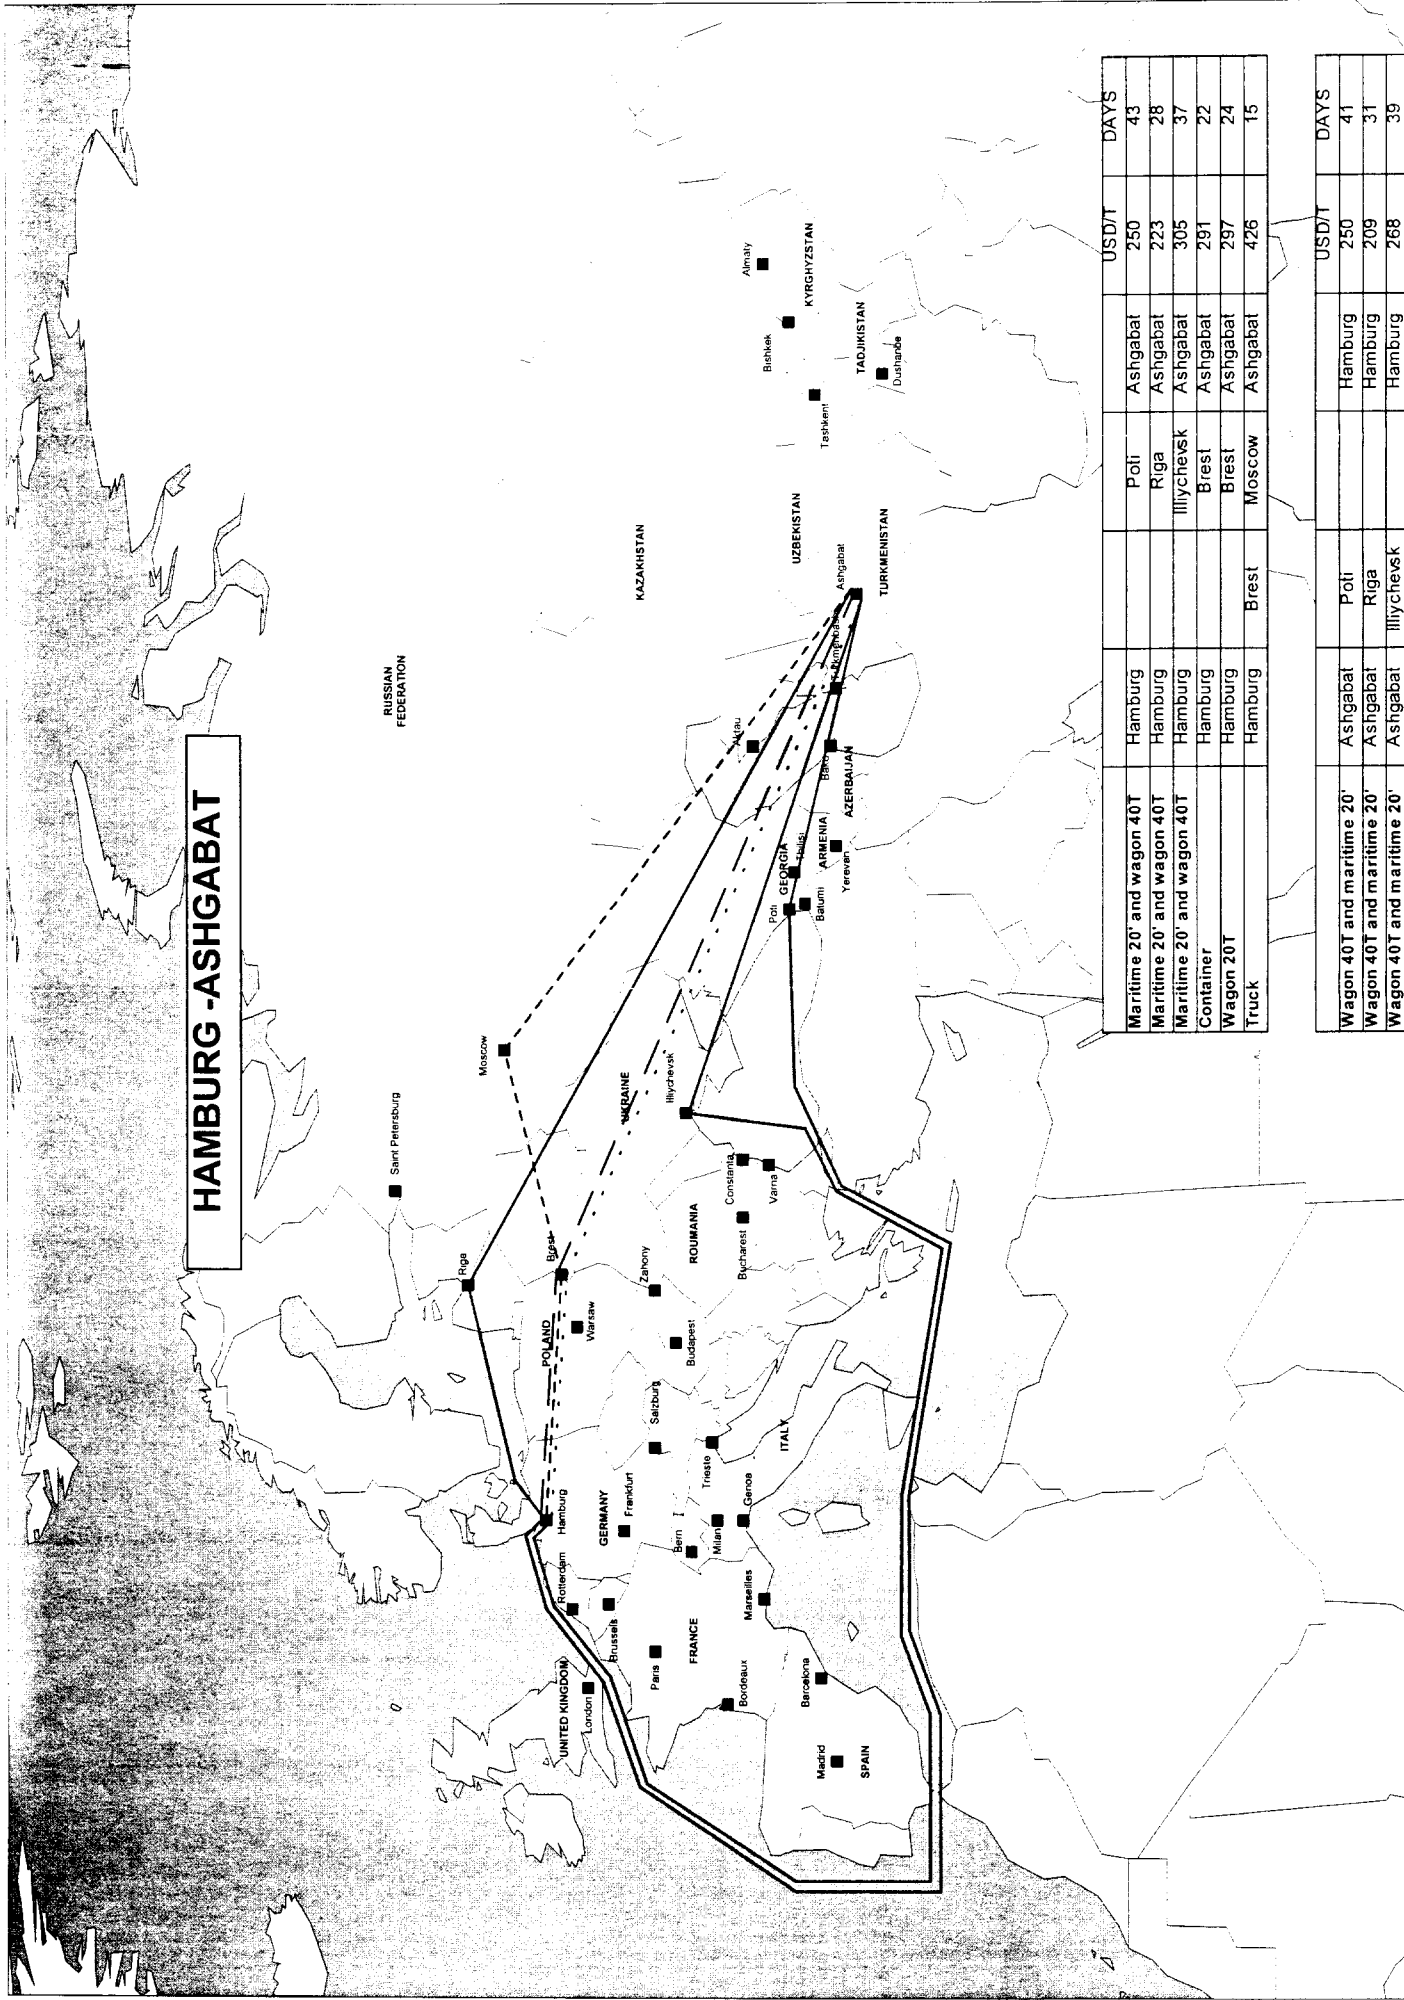 HAMBURG -ASHGABAT
RUSSIAN
FEDERATION
Saint Petersburg
Moscow
Riga
KAZAKHSTAN
Hamburg
POLAND
Brest
Warsaw
UKRAINE
Rotterdam
Brussels
UNITED KINGDOM
London
GERMANY
Frankfurt
Paris
FRANCE
Bern
Salzburg
Zahony
Budapest
ROUMANIA
Illiychevsk
Trieste
Milan
Genoa
Marseilles
Bordeaux
Barcelona
Madrid
SPAIN
ITALY
Bucharest
Constanta
Varna
Poti
GEORGIA
Tbilisi
Batumi
ARMENIA
Yerevan
AZERBAIJAN
Aktau
Ashgabat
TURKMENISTAN
UZBEKISTAN
Tashkent
Bishkek
Almaty
KYRGHYZSTAN
TADJIKISTAN
Dushanbe
USD/T DAYS
Maritime 20' and wagon 40T Hamburg Poti Ashgabat 250 43
Maritime 20' and wagon 40T Hamburg Riga Ashgabat 223 28
Maritime 20' and wagon 40T Hamburg Illiychevsk Ashgabat 305 37
Container Hamburg Brest Ashgabat 291 22
Wagon 20T Hamburg Brest Ashgabat 297 24
Truck Hamburg Brest Moscow Ashgabat 426 15
USD/T DAYS
Wagon 40T and maritime 20' Ashgabat Poti Hamburg 250 41
Wagon 40T and maritime 20' Ashgabat Riga Hamburg 209 31
Wagon 40T and maritime 20' Ashgabat Illiychevsk Hamburg 268 39